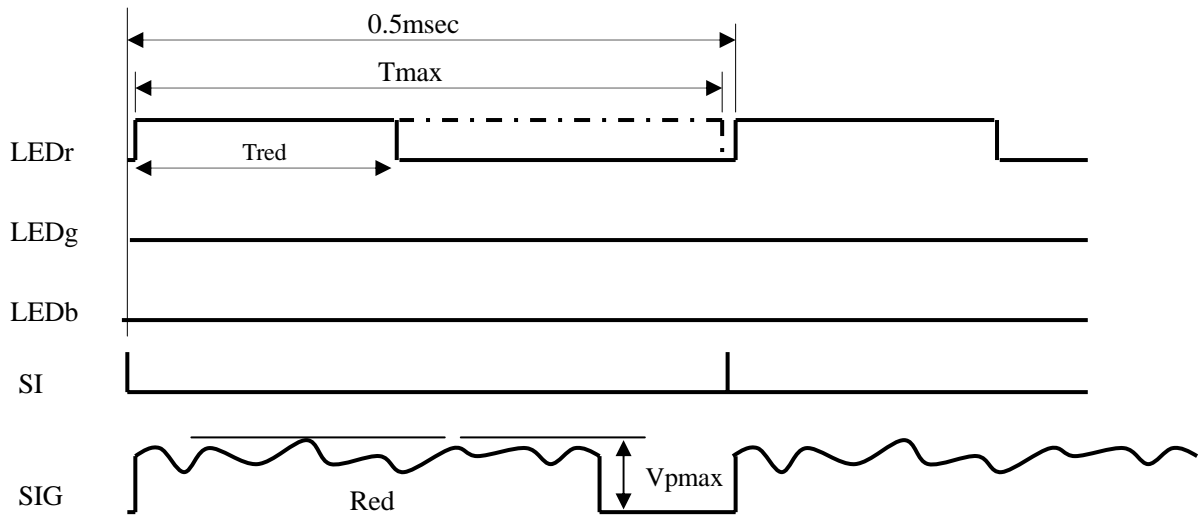 0.5msec
Tmax
LEDr
Tred
LEDg
LEDb
SI
SIG
Red
Vpmax